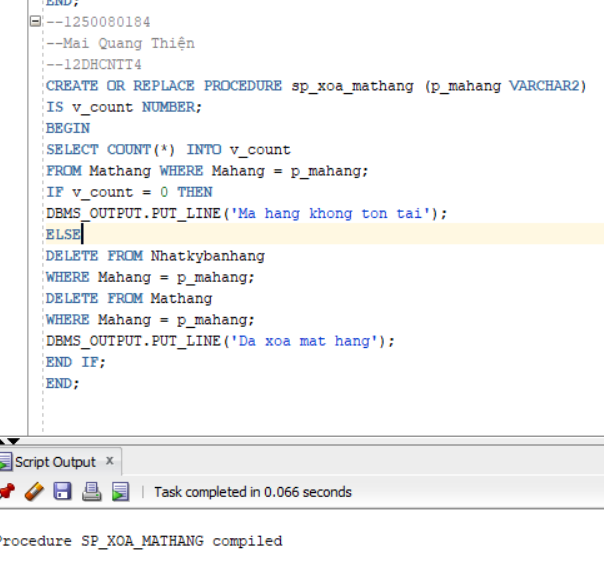 END;
--1250080184
--Mai Quang Thiện
--12DHCNTT4
CREATE OR REPLACE PROCEDURE sp_xoa_mathang (p_mahang VARCHAR2)
IS v_count NUMBER;
BEGIN
SELECT COUNT(*) INTO v_count
FROM Mathang WHERE Mahang = p_mahang;
IF v_count = 0 THEN
DBMS_OUTPUT.PUT_LINE('Ma hang khong ton tai');
ELSE
DELETE FROM Nhatkybanhang
WHERE Mahang = p_mahang;
DELETE FROM Mathang
WHERE Mahang = p_mahang;
DBMS_OUTPUT.PUT_LINE('Da xoa mat hang');
END IF;
END;
Script Output x
Task completed in 0.066 seconds
Procedure SP_XOA_MATHANG compiled